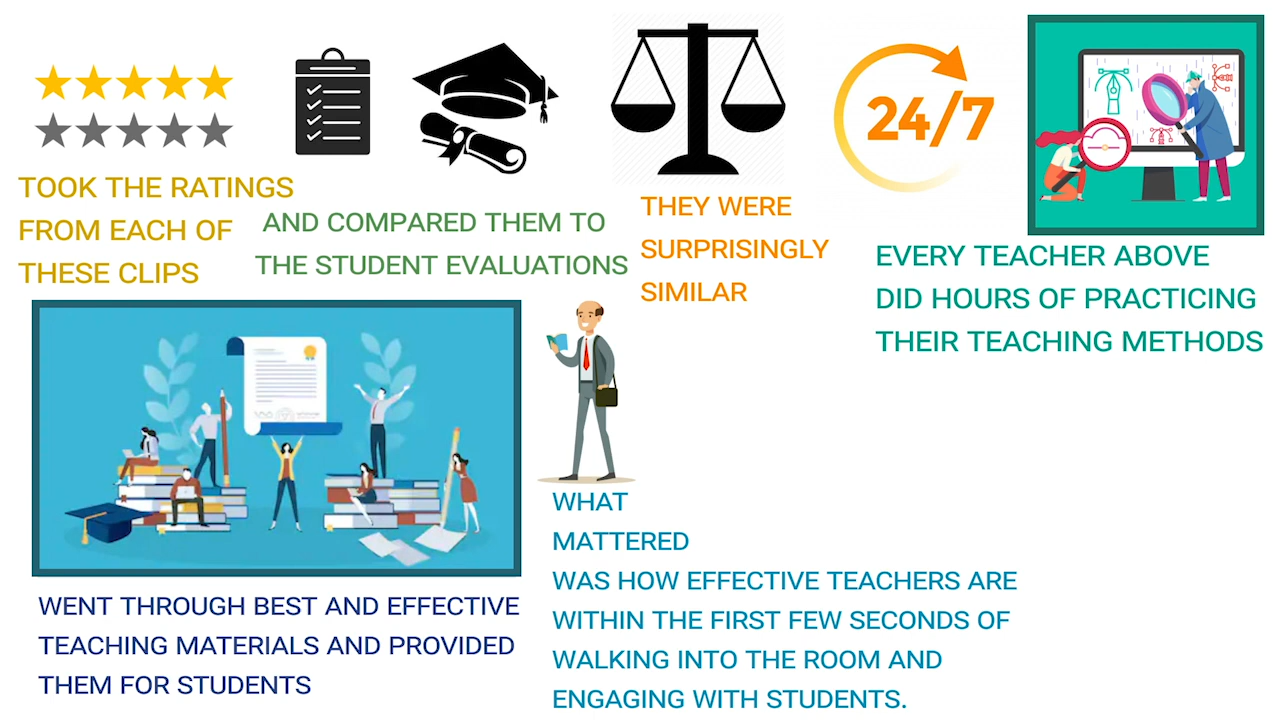 TOOK THE RATINGS
FROM EACH OF
THESE CLIPS
AND COMPARED THEM TO
THE STUDENT EVALUATIONS
THEY WERE
SURPRISINGLY
SIMILAR
24/7
EVERY TEACHER ABOVE
DID HOURS OF PRACTICING
THEIR TEACHING METHODS
WENT THROUGH BEST AND EFFECTIVE
TEACHING MATERIALS AND PROVIDED
THEM FOR STUDENTS
WHAT
MATTERED
WAS HOW EFFECTIVE TEACHERS ARE
WITHIN THE FIRST FEW SECONDS OF
WALKING INTO THE ROOM AND
ENGAGING WITH STUDENTS.